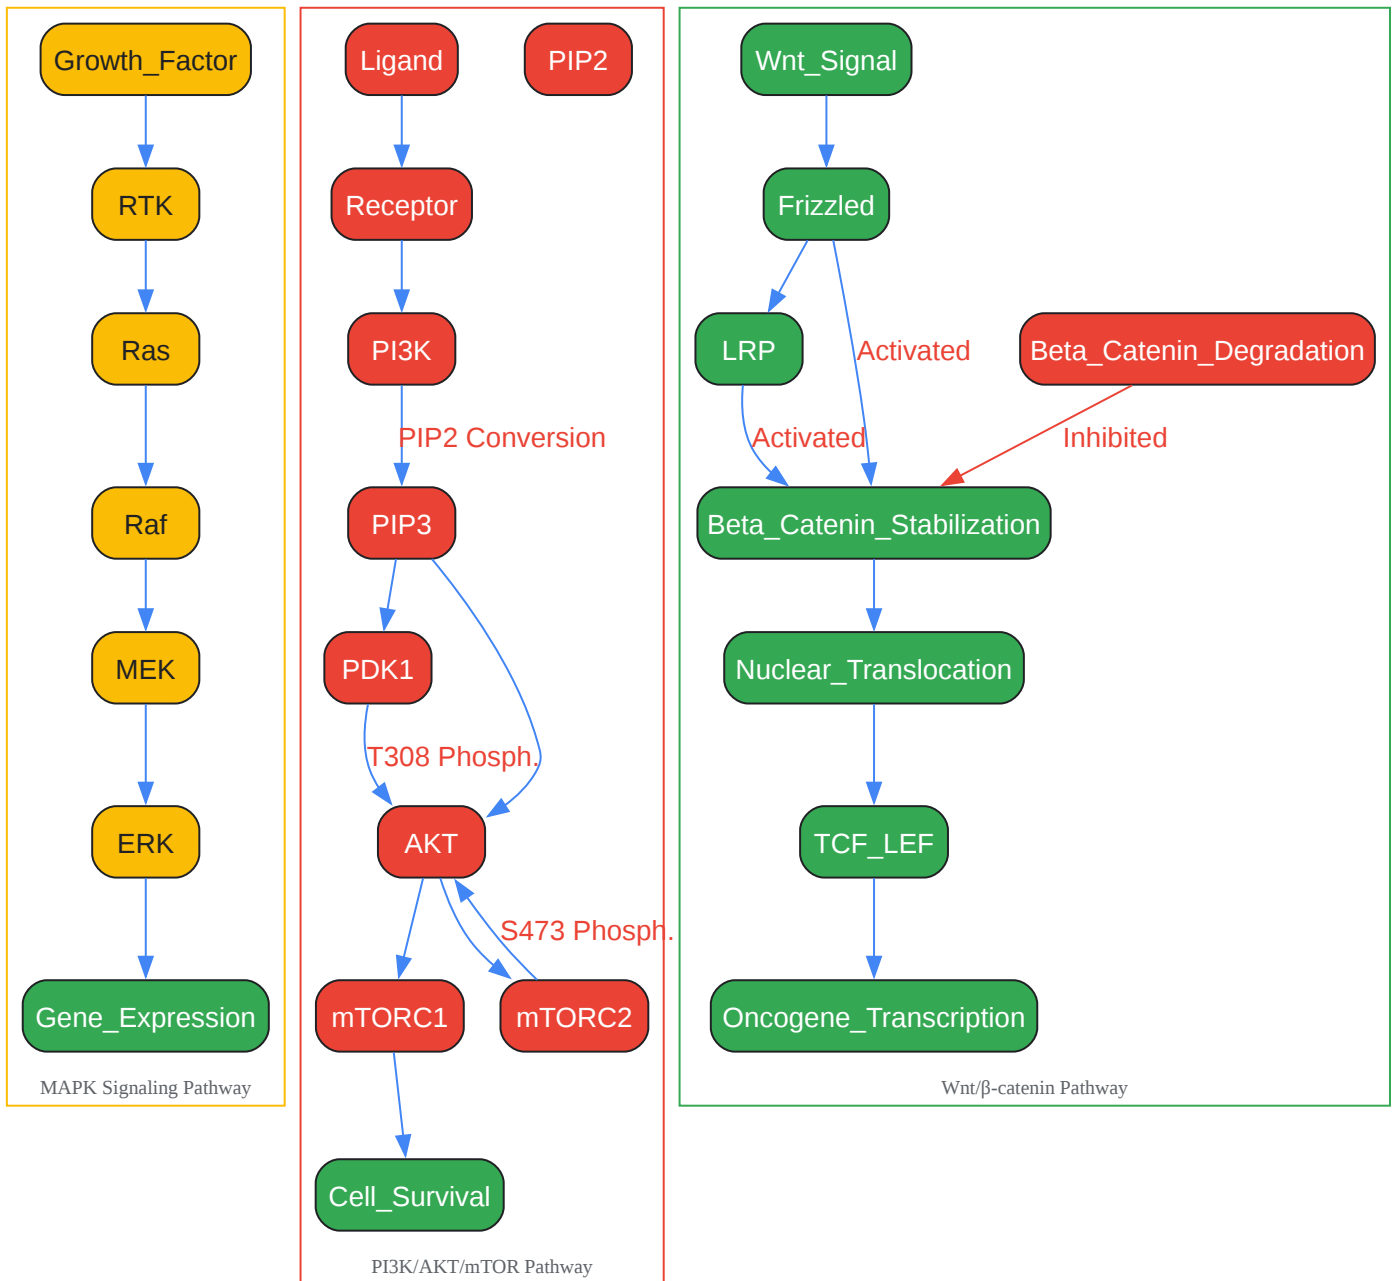 Growth_Factor
RTK
Ras
Raf
MEK
ERK
Gene_Expression
MAPK Signaling Pathway
Ligand
PIP2
Receptor
PI3K
PIP2 Conversion
PIP3
PDK1
T308 Phosph.
AKT
S473 Phosph.
mTORC1
mTORC2
Cell_Survival
PI3K/AKT/mTOR Pathway
Wnt_Signal
Frizzled
LRP
Activated
Beta_Catenin_Degradation
Activated
Inhibited
Beta_Catenin_Stabilization
Nuclear_Translocation
TCF_LEF
Oncogene_Transcription
Wnt/β-catenin Pathway